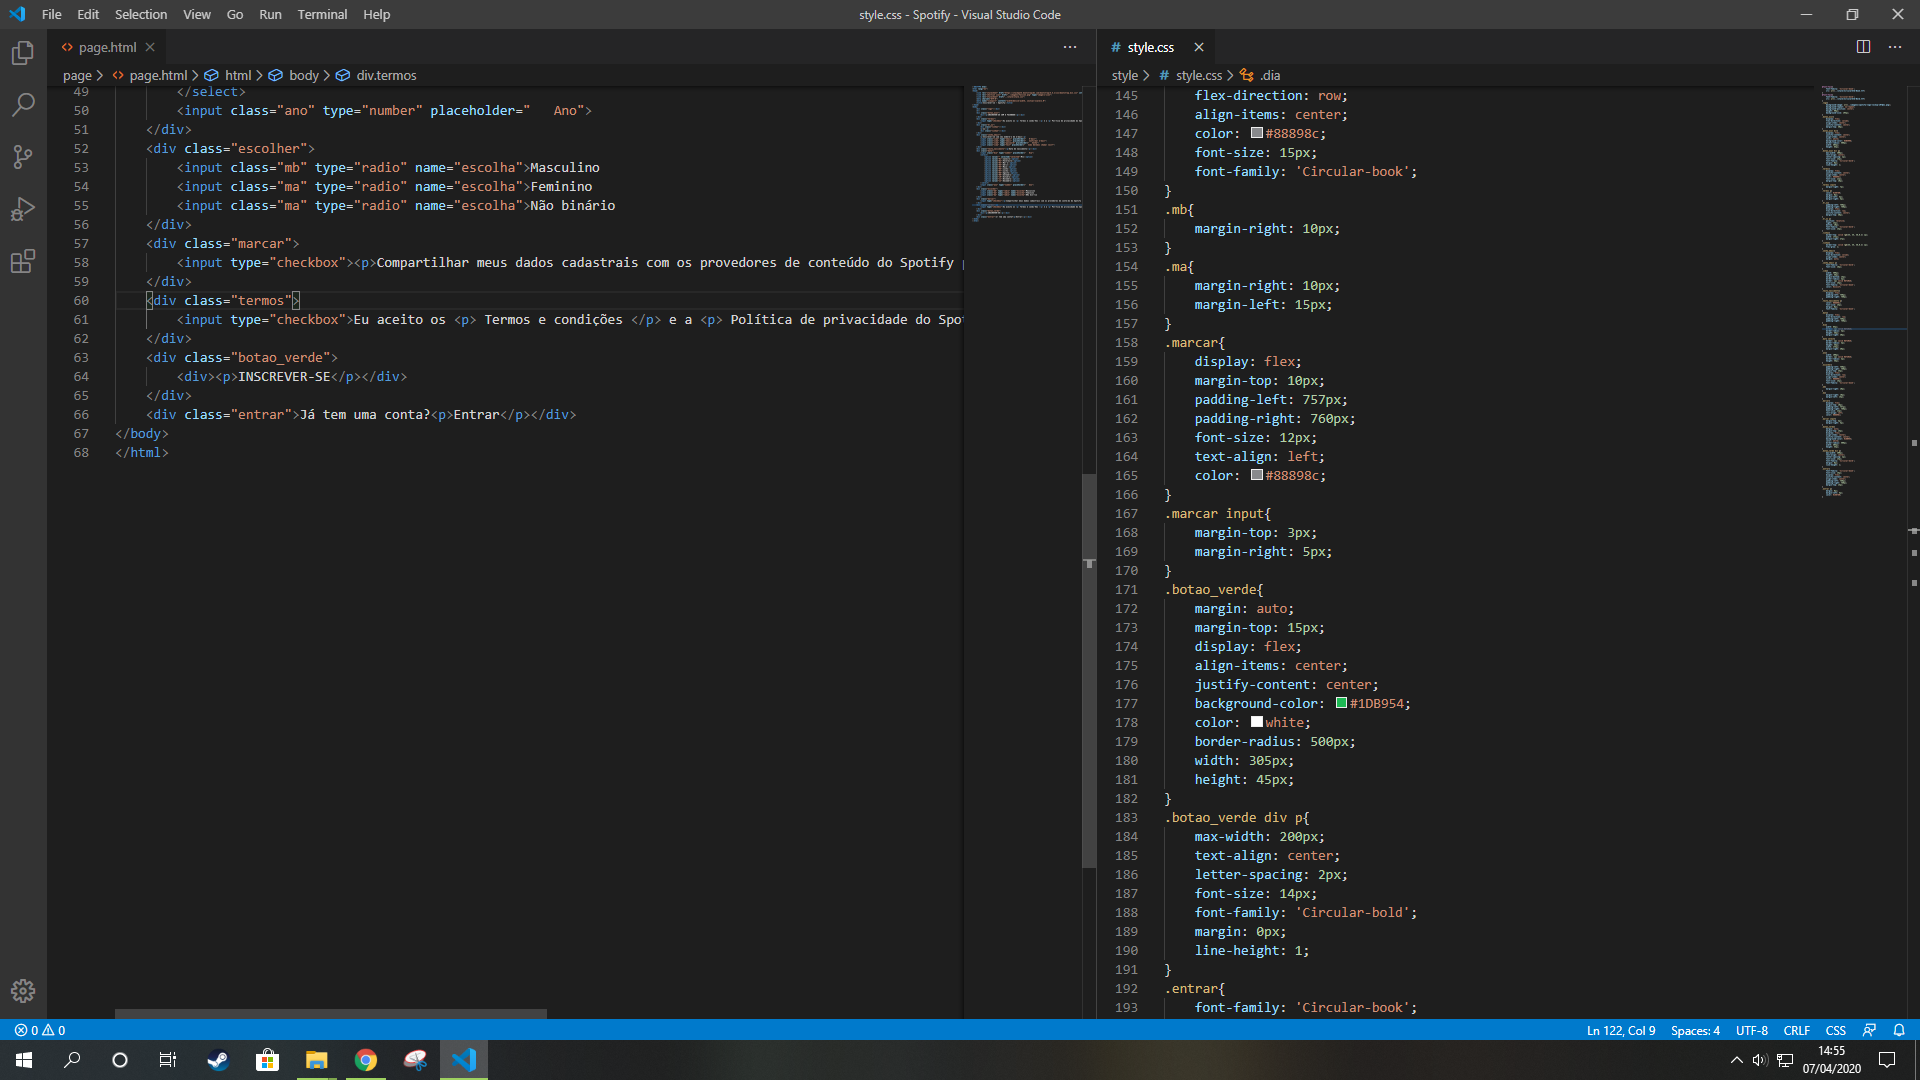 File Edit Selection View Go Run Terminal Help
style.css - Spotify - Visual Studio Code
page.html
page > page.html > html > body > div.termos
49 </select>
50 <input class="ano" type="number" placeholder="   Ano">
51 </div>
52 <div class="escolher">
53 <input class="mb" type="radio" name="escolha">Masculino
54 <input class="ma" type="radio" name="escolha">Feminino
55 <input class="ma" type="radio" name="escolha">Não binário
56 </div>
57 <div class="marcar">
58 <input type="checkbox"><p>Compartilhar meus dados cadastrais com os provedores de conteúdo do Spotify
59 </div>
60 <div class="termos">
61 <input type="checkbox">Eu aceito os <p> Termos e condições </p> e a <p> Política de privacidade do Spo
62 </div>
63 <div class="botao_verde">
64 <div><p>INSCREVER-SE</p></div>
65 </div>
66 <div class="entrar">Já tem uma conta?<p>Entrar</p></div>
67 </body>
68 </html>
# style.css
style > # style.css > .dia
145 flex-direction: row;
146 align-items: center;
147 color: #88898c;
148 font-size: 15px;
149 font-family: 'Circular-book';
150 }
151 .mb{
152 margin-right: 10px;
153 }
154 .ma{
155 margin-right: 10px;
156 margin-left: 15px;
157 }
158 .marcar{
159 display: flex;
160 margin-top: 10px;
161 padding-left: 757px;
162 padding-right: 760px;
163 font-size: 12px;
164 text-align: left;
165 color: #88898c;
166 }
167 .marcar input{
168 margin-top: 3px;
169 margin-right: 5px;
170 }
171 .botao_verde{
172 margin: auto;
173 margin-top: 15px;
174 display: flex;
175 align-items: center;
176 justify-content: center;
177 background-color: #1DB954;
178 color: white;
179 border-radius: 500px;
180 width: 305px;
181 height: 45px;
182 }
183 .botao_verde div p{
184 max-width: 200px;
185 text-align: center;
186 letter-spacing: 2px;
187 font-size: 14px;
188 font-family: 'Circular-bold';
189 margin: 0px;
190 line-height: 1;
191 }
192 .entrar{
193 font-family: 'Circular-book';
0 0
Ln 122, Col 9 Spaces: 4 UTF-8 CRLF CSS
14:55
07/04/2020